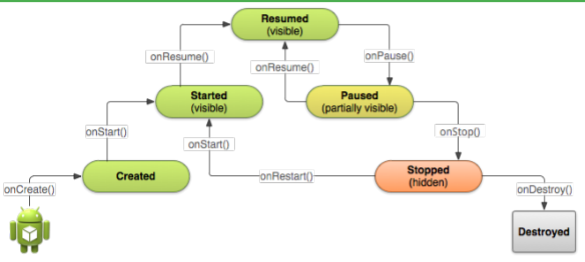 Resumed
(visible)
onResume()
onPause()
onResume()
Started
(visible)
Paused
(partially visible)
onStart()
onStart()
onStop()
Created
onRestart()
Stopped
(hidden)
onCreate()
onDestroy()
Destroyed